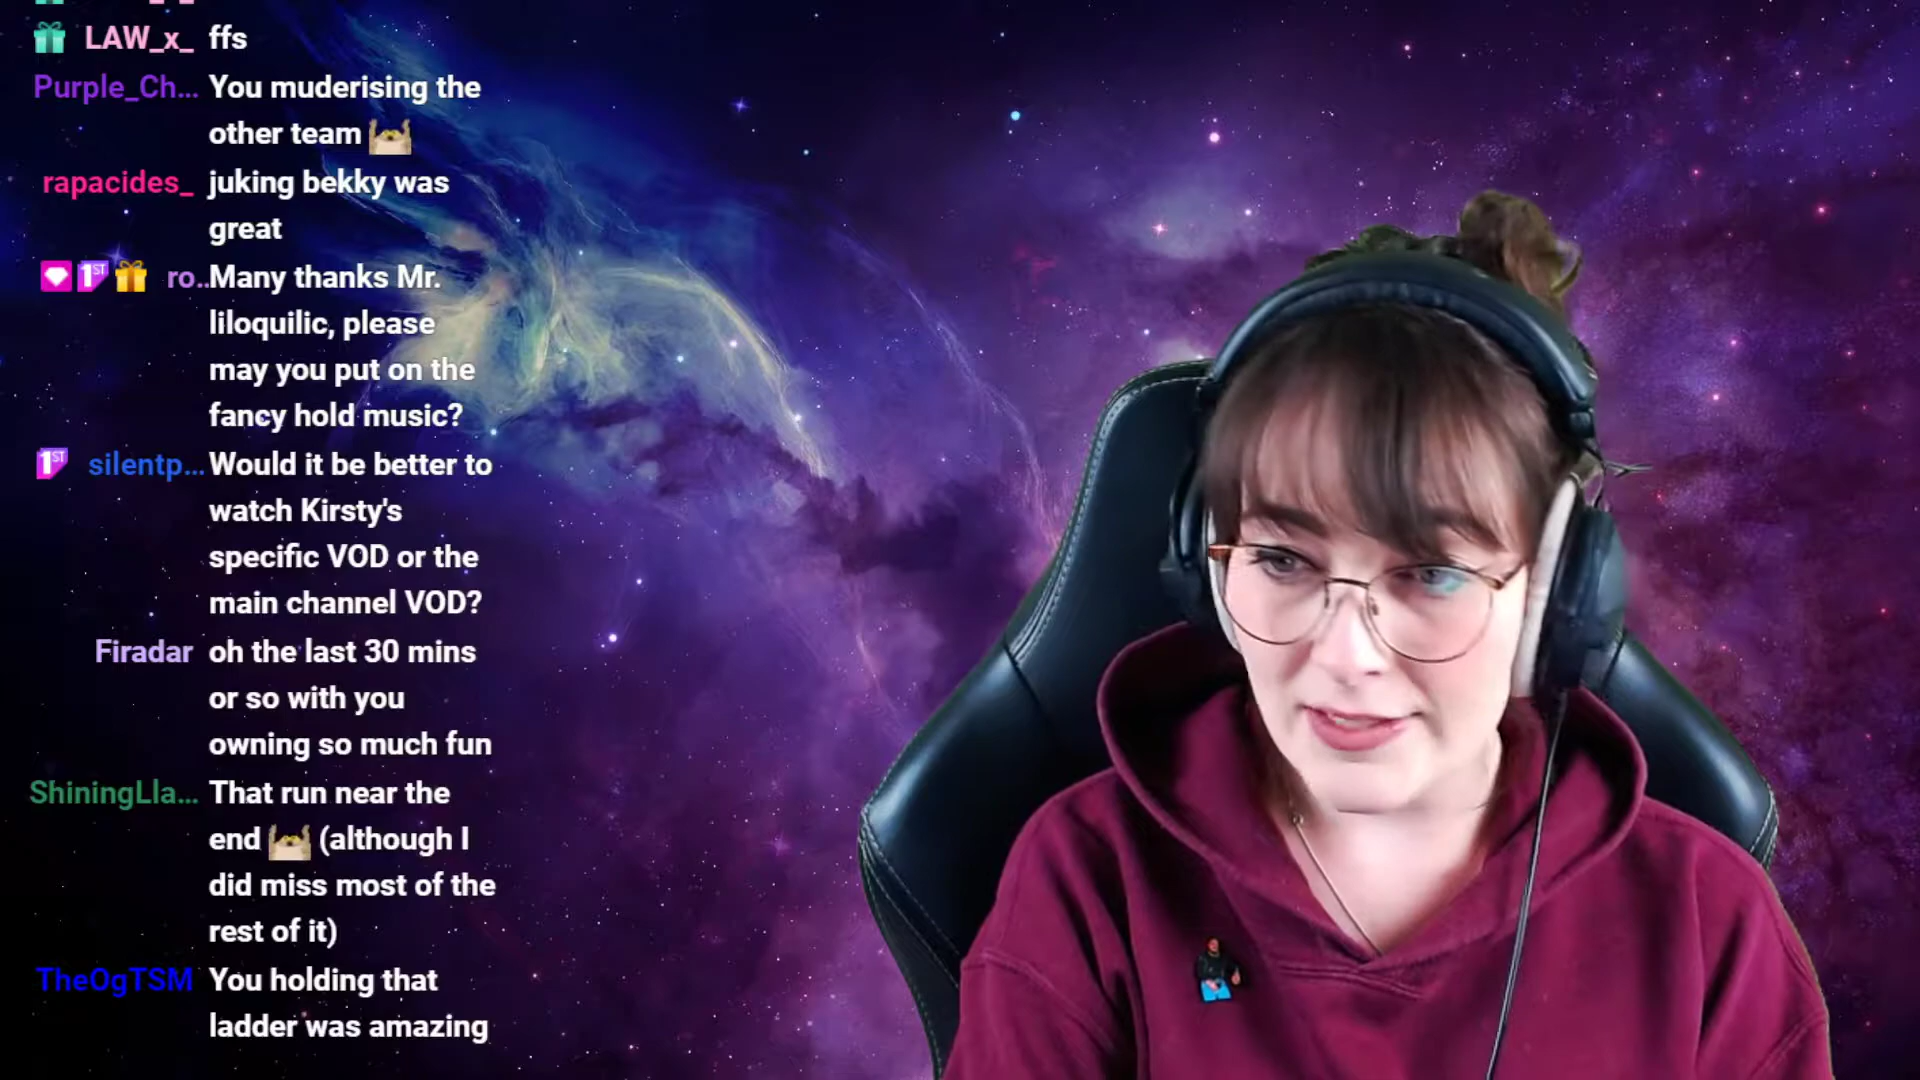 LAW_x_ ffs
Purple_Ch... You muderising the
other team
rapacides_ juking bekky was
great
1ST ro.. Many thanks Mr.
liloquilic, please
may you put on the
fancy hold music?
1ST silentp... Would it be better to
watch Kirsty's
specific VOD or the
main channel VOD?
Firadar oh the last 30 mins
or so with you
owning so much fun
ShiningLla... That run near the
end (although I
did miss most of the
rest of it)
TheOgTSM You holding that
ladder was amazing